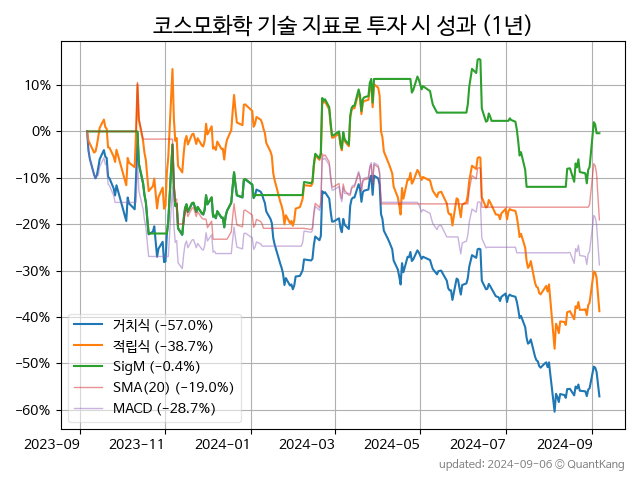 코스모화학 기술 지표로 투자 시 성과 (1년)
10%
0%
−10%
−20%
−30%
−40%
−50%
−60%
거치식 (−57.0%)
적립식 (−38.7%)
SigM (−0.4%)
SMA(20) (−19.0%)
MACD (−28.7%)
2023-09 2023-11 2024-01 2024-03 2024-05 2024-07 2024-09
updated: 2024-09-06 © QuantKang